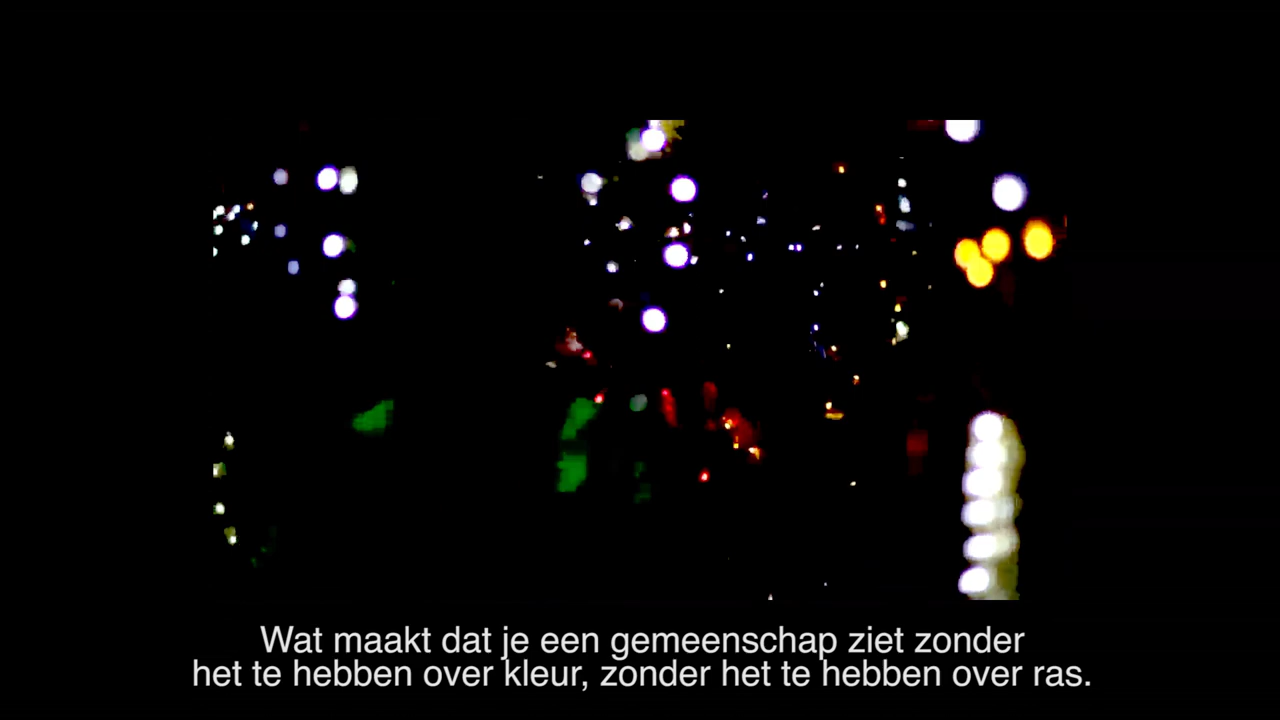 Wat maakt dat je een gemeenschap ziet zonder
het te hebben over kleur, zonder het te hebben over ras.